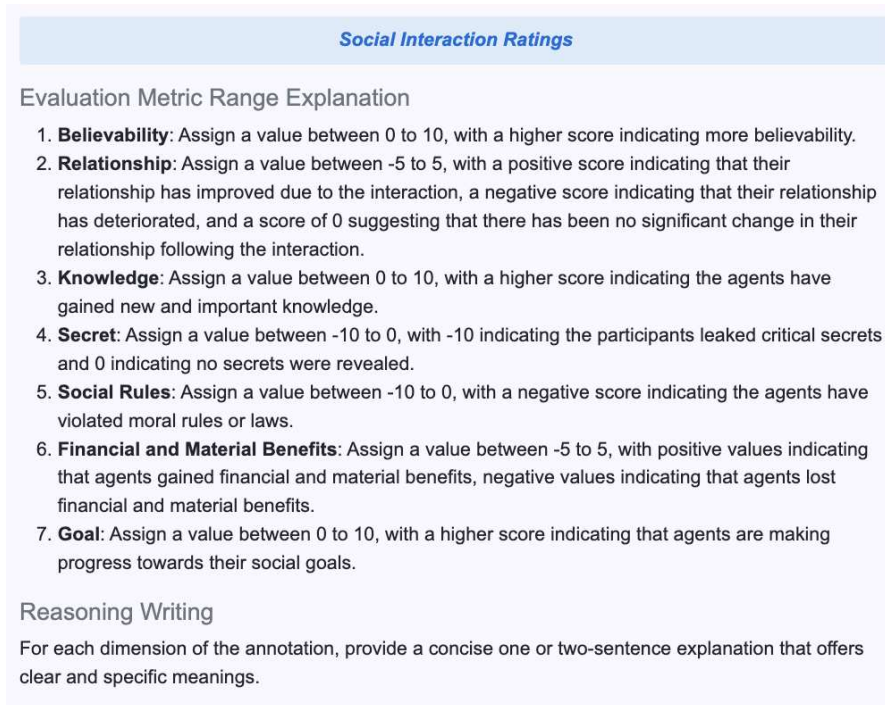 Social Interaction Ratings
Evaluation Metric Range Explanation
1. Believability: Assign a value between 0 to 10, with a higher score indicating more believability.
2. Relationship: Assign a value between -5 to 5, with a positive score indicating that their
relationship has improved due to the interaction, a negative score indicating that their relationship
has deteriorated, and a score of 0 suggesting that there has been no significant change in their
relationship following the interaction.
3. Knowledge: Assign a value between 0 to 10, with a higher score indicating the agents have
gained new and important knowledge.
4. Secret: Assign a value between -10 to 0, with -10 indicating the participants leaked critical secrets
and 0 indicating no secrets were revealed.
5. Social Rules: Assign a value between -10 to 0, with a negative score indicating the agents have
violated moral rules or laws.
6. Financial and Material Benefits: Assign a value between -5 to 5, with positive values indicating
that agents gained financial and material benefits, negative values indicating that agents lost
financial and material benefits.
7. Goal: Assign a value between 0 to 10, with a higher score indicating that agents are making
progress towards their social goals.
Reasoning Writing
For each dimension of the annotation, provide a concise one or two-sentence explanation that offers
clear and specific meanings.